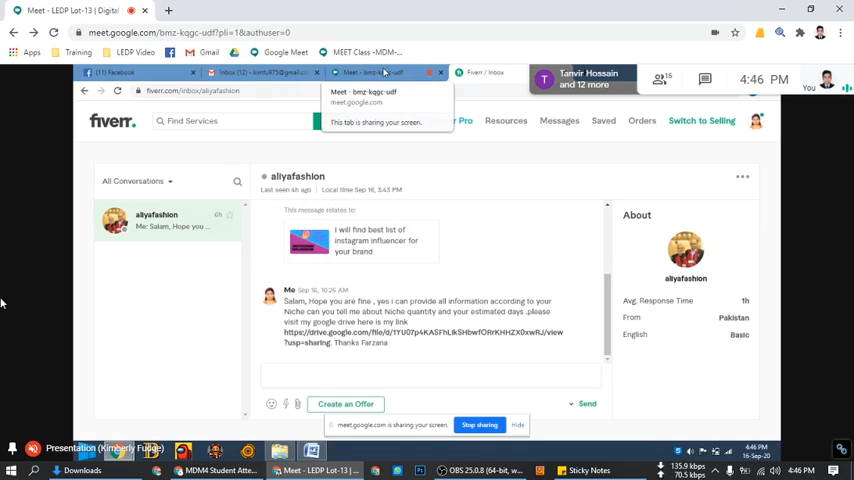 Meet - LEDP Lot-13 | Digital
meet.google.com/bmz-kqgc-udf?pli=1&authuser=0
Apps
Training
LEDP Video
Gmail
Google Meet
MEET Class -MDM-...
(11) Facebook
Inbox (12) - kimfu875@gmail.co
Meet - bmz-kqgc-udf
Fiverr / Inbox
Tanvir Hossain
and 12 more
15
4:46 PM
You
fiverr.com/inbox/aliyafashion
Meet - bmz-kqgc-udf
meet.google.com
This tab is sharing your screen.
fiverr.
Find Services
r Pro
Resources
Messages
Saved
Orders
Switch to Selling
All Conversations
aliyafashion
Last seen 4h ago
Local time Sep 16, 3:43 PM
aliyafashion
6h
Me: Salam, Hope you ...
This message relates to:
I will find best list of
instagram influencer for
your brand
Me Sep 16, 10:25 AM
Salam, Hope you are fine , yes i can provide all information according to your
Niche can you tell me about Niche quantity and your estimated days .please
visit my google drive here is my link
https://drive.google.com/file/d/1YU07p4KASFhLikSHbwfORrKHHZX0xwRJ/view
?usp=sharing. Thanks Farzana
About
aliyafashion
Avg. Response Time
1h
From
Pakistan
English
Basic
Create an Offer
Send
meet.google.com is sharing your screen.
Stop sharing
Hide
Presentation (Kimberly Fudge)
4:46 PM
16-Sep-20
Downloads
MDM4 Student Atte...
Meet - LEDP Lot-13 | ...
OBS 25.0.8 (64-bit, w...
Sticky Notes
135.9 kbps
70.5 kbps
4:46 PM